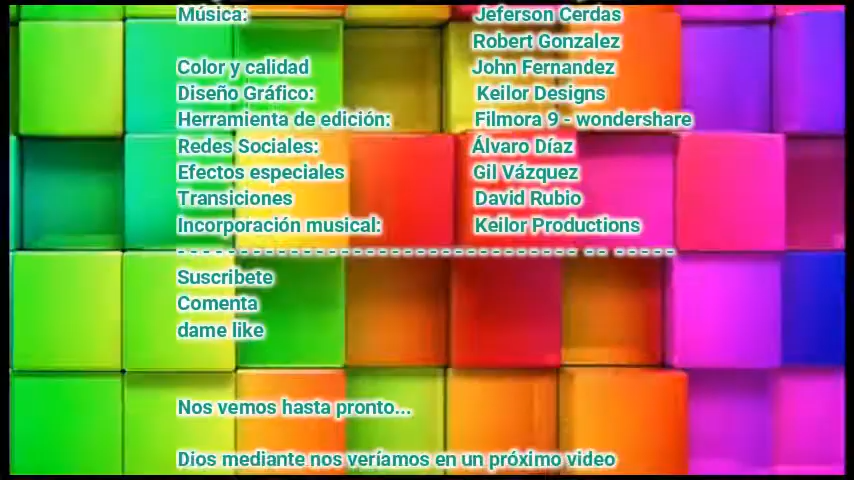 Música: Jeferson Cerdas
Robert Gonzalez
Color y calidad John Fernandez
Diseño Gráfico: Keilor Designs
Herramienta de edición: Filmora 9 - wondershare
Redes Sociales: Álvaro Díaz
Efectos especiales Gil Vázquez
Transiciones David Rubio
Incorporación musical: Keilor Productions
- - - - - - - - - - - - - - - - - - - - - - - - - - - - - - - - - - - -- -- - - - - -
Suscribete
Comenta
dame like
Nos vemos hasta pronto...
Dios mediante nos veríamos en un próximo video